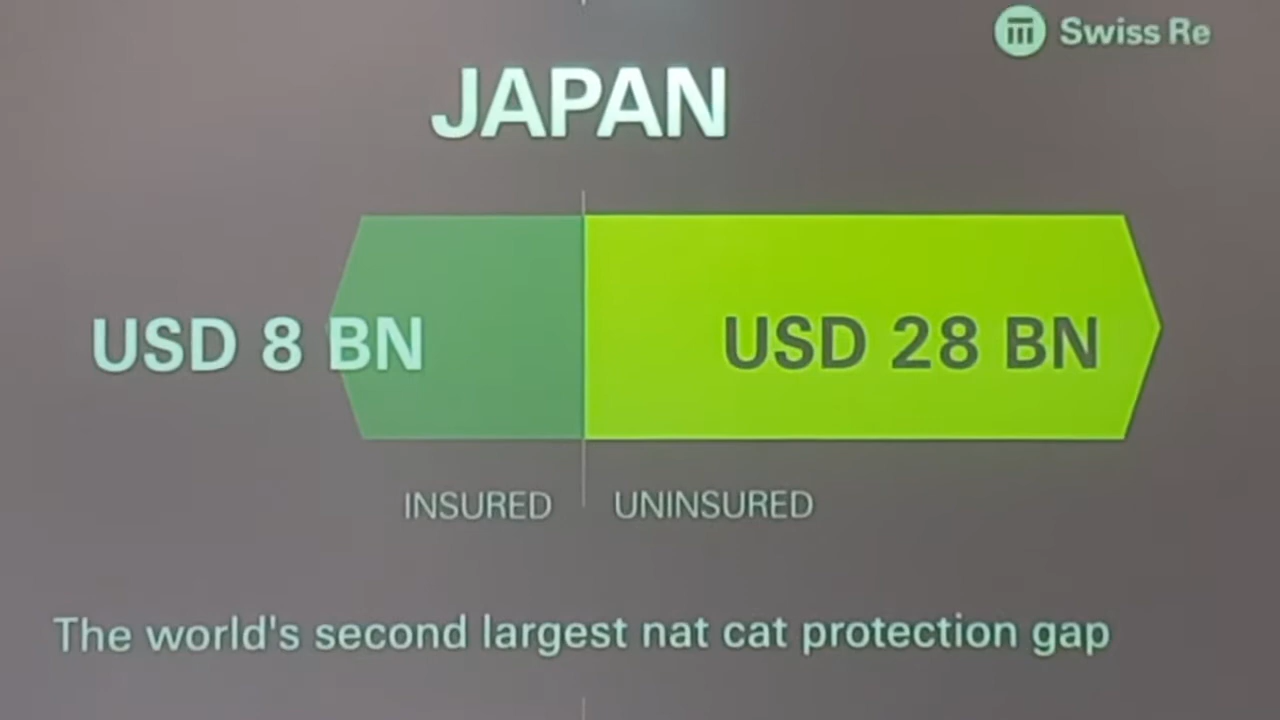 Swiss Re
JAPAN
USD 8 BN
USD 28 BN
INSURED
UNINSURED
The world's second largest nat cat protection gap